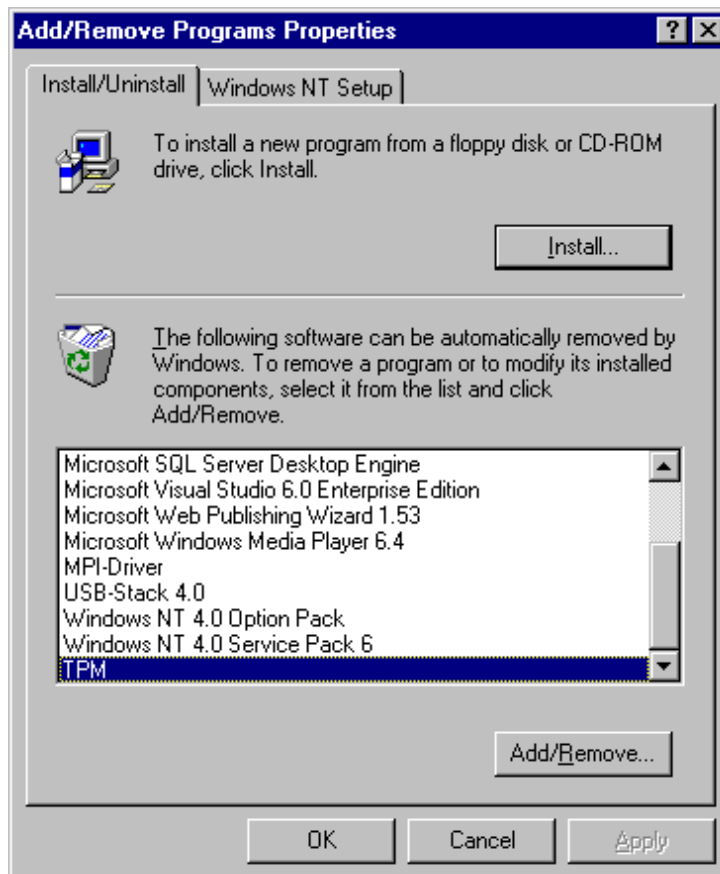 Add/Remove Programs Properties
Install/Uninstall
Windows NT Setup
To install a new program from a floppy disk or CD-ROM
drive, click Install.
Install...
The following software can be automatically removed by
Windows. To remove a program or to modify its installed
components, select it from the list and click
Add/Remove.
Microsoft SQL Server Desktop Engine
Microsoft Visual Studio 6.0 Enterprise Edition
Microsoft Web Publishing Wizard 1.53
Microsoft Windows Media Player 6.4
MPI-Driver
USB-Stack 4.0
Windows NT 4.0 Option Pack
Windows NT 4.0 Service Pack 6
TPM
Add/Remove...
OK
Cancel
Apply